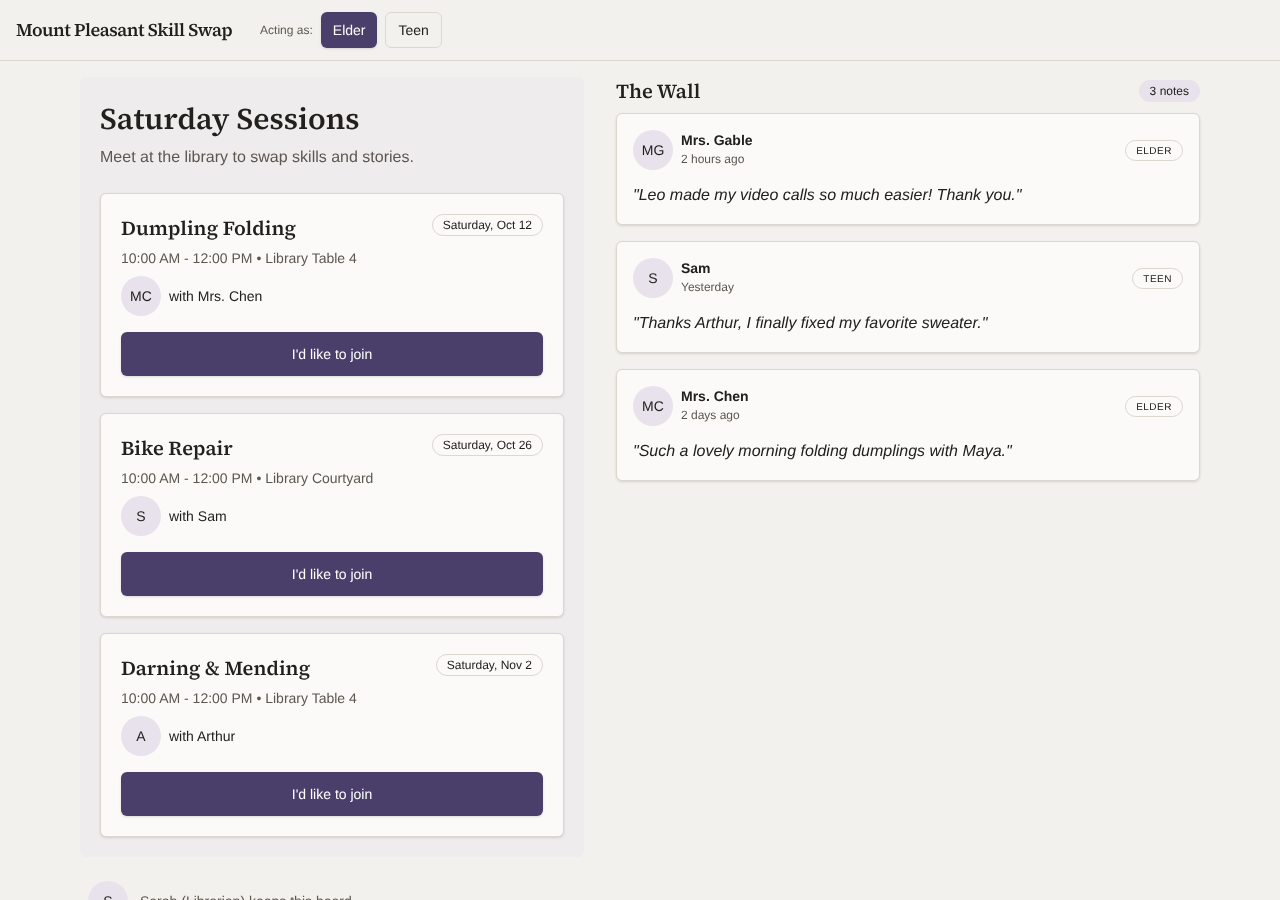 Mount Pleasant Skill Swap
Acting as:
Elder
Teen
Saturday Sessions
Meet at the library to swap skills and stories.
Dumpling Folding
Saturday, Oct 12
10:00 AM - 12:00 PM • Library Table 4
MC
with Mrs. Chen
I'd like to join
Bike Repair
Saturday, Oct 26
10:00 AM - 12:00 PM • Library Courtyard
S
with Sam
I'd like to join
Darning & Mending
Saturday, Nov 2
10:00 AM - 12:00 PM • Library Table 4
A
with Arthur
I'd like to join
S
Sarah (Librarian) keeps this board
The Wall
3 notes
MG
Mrs. Gable
2 hours ago
ELDER
"Leo made my video calls so much easier! Thank you."
S
Sam
Yesterday
TEEN
"Thanks Arthur, I finally fixed my favorite sweater."
MC
Mrs. Chen
2 days ago
ELDER
"Such a lovely morning folding dumplings with Maya."